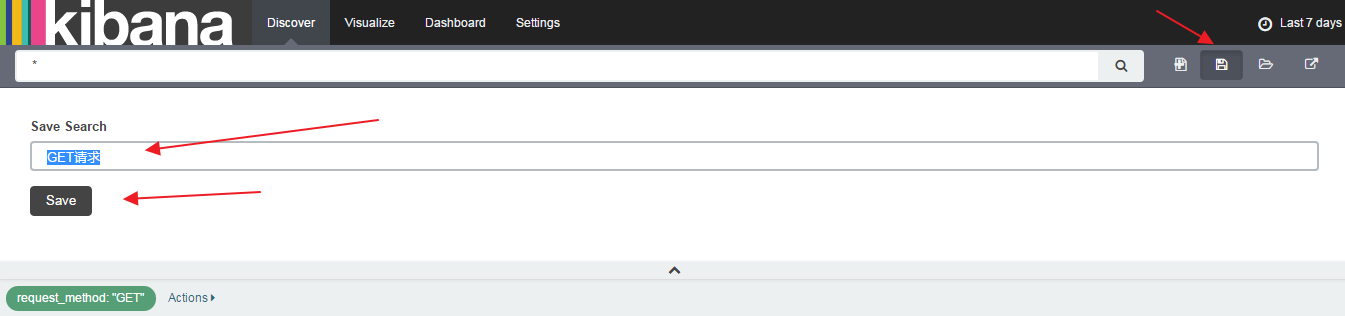 kibana Discover Visualize Dashboard Settings Last 7 days
*
Save Search
GET请求
Save
request_method: "GET" Actions